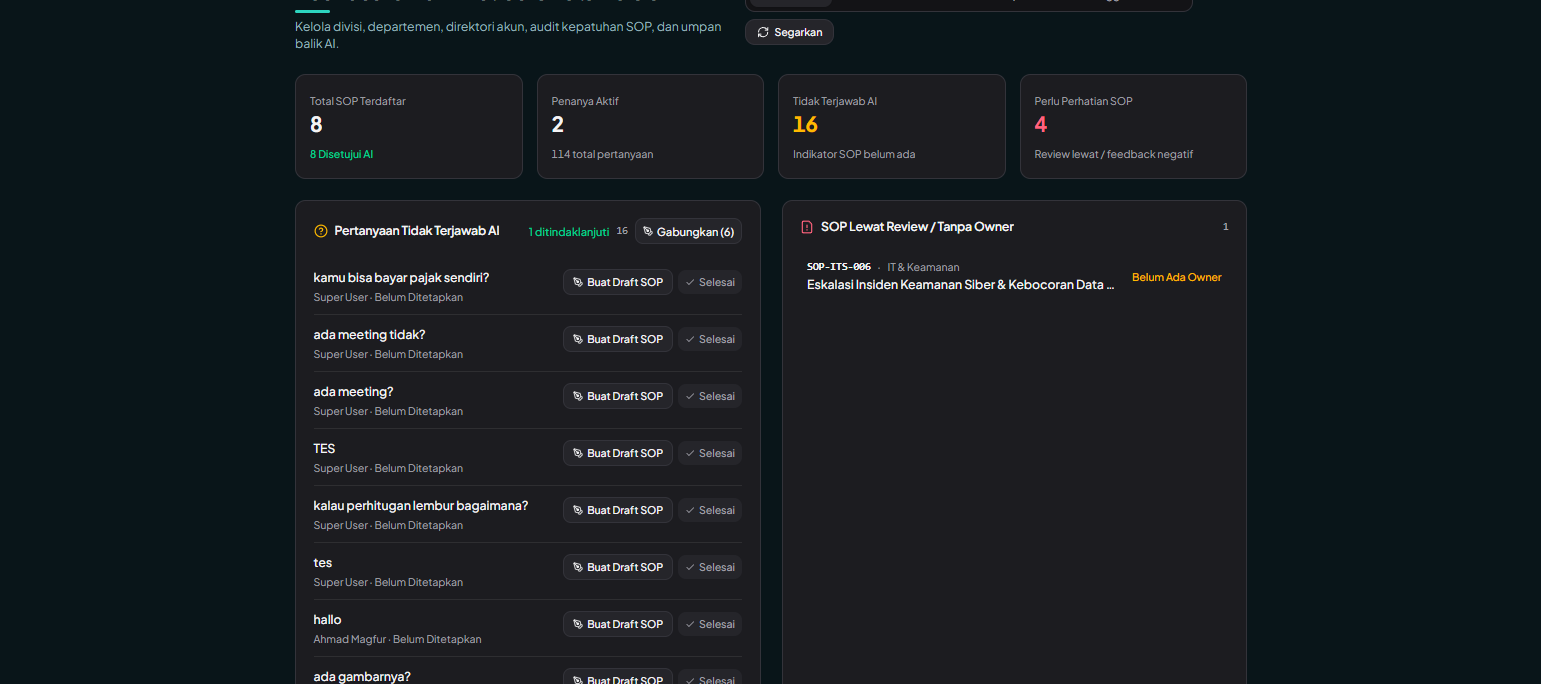 Kelola divisi, departemen, direktori akun, audit kepatuhan SOP, dan umpan
balik AI.
Segarkan
Total SOP Terdaftar
8
8 Disetujui AI
Penanya Aktif
2
114 total pertanyaan
Tidak Terjawab AI
16
Indikator SOP belum ada
Perlu Perhatian SOP
4
Review lewat / feedback negatif
Pertanyaan Tidak Terjawab AI
1 ditindaklanjuti
16
Gabungkan (6)
kamu bisa bayar pajak sendiri?
Super User · Belum Ditetapkan
Buat Draft SOP
Selesai
ada meeting tidak?
Super User · Belum Ditetapkan
Buat Draft SOP
Selesai
ada meeting?
Super User · Belum Ditetapkan
Buat Draft SOP
Selesai
TES
Super User · Belum Ditetapkan
Buat Draft SOP
Selesai
kalau perhitugan lembur bagaimana?
Super User · Belum Ditetapkan
Buat Draft SOP
Selesai
tes
Super User · Belum Ditetapkan
Buat Draft SOP
Selesai
hallo
Ahmad Magfur · Belum Ditetapkan
Buat Draft SOP
Selesai
ada gambarnya?
Buat Draft SOP
Selesai
SOP Lewat Review / Tanpa Owner
1
SOP-ITS-006 · IT & Keamanan
Eskalasi Insiden Keamanan Siber & Kebocoran Data ...
Belum Ada Owner